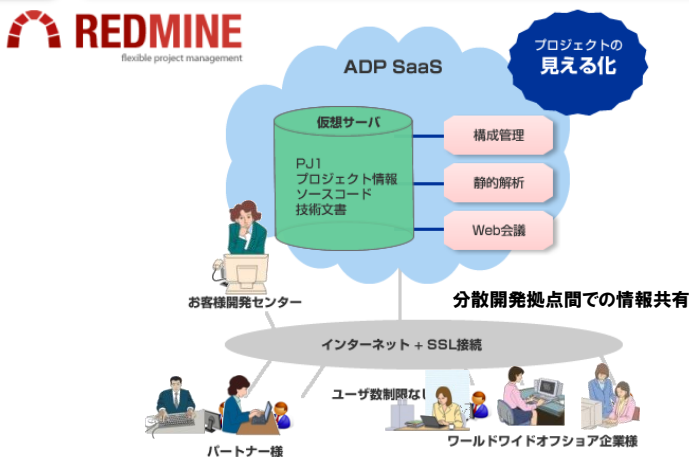 REDMINE
flexible project management
ADP SaaS
プロジェクトの
見える化
仮想サーバ
PJ1
プロジェクト情報
ソースコード
技術文書
構成管理
静的解析
Web会議
お客様開発センター
分散開発拠点間での情報共有
インターネット + SSL接続
ユーザ数制限なし
パートナー様
ワールドワイドオフショア企業様